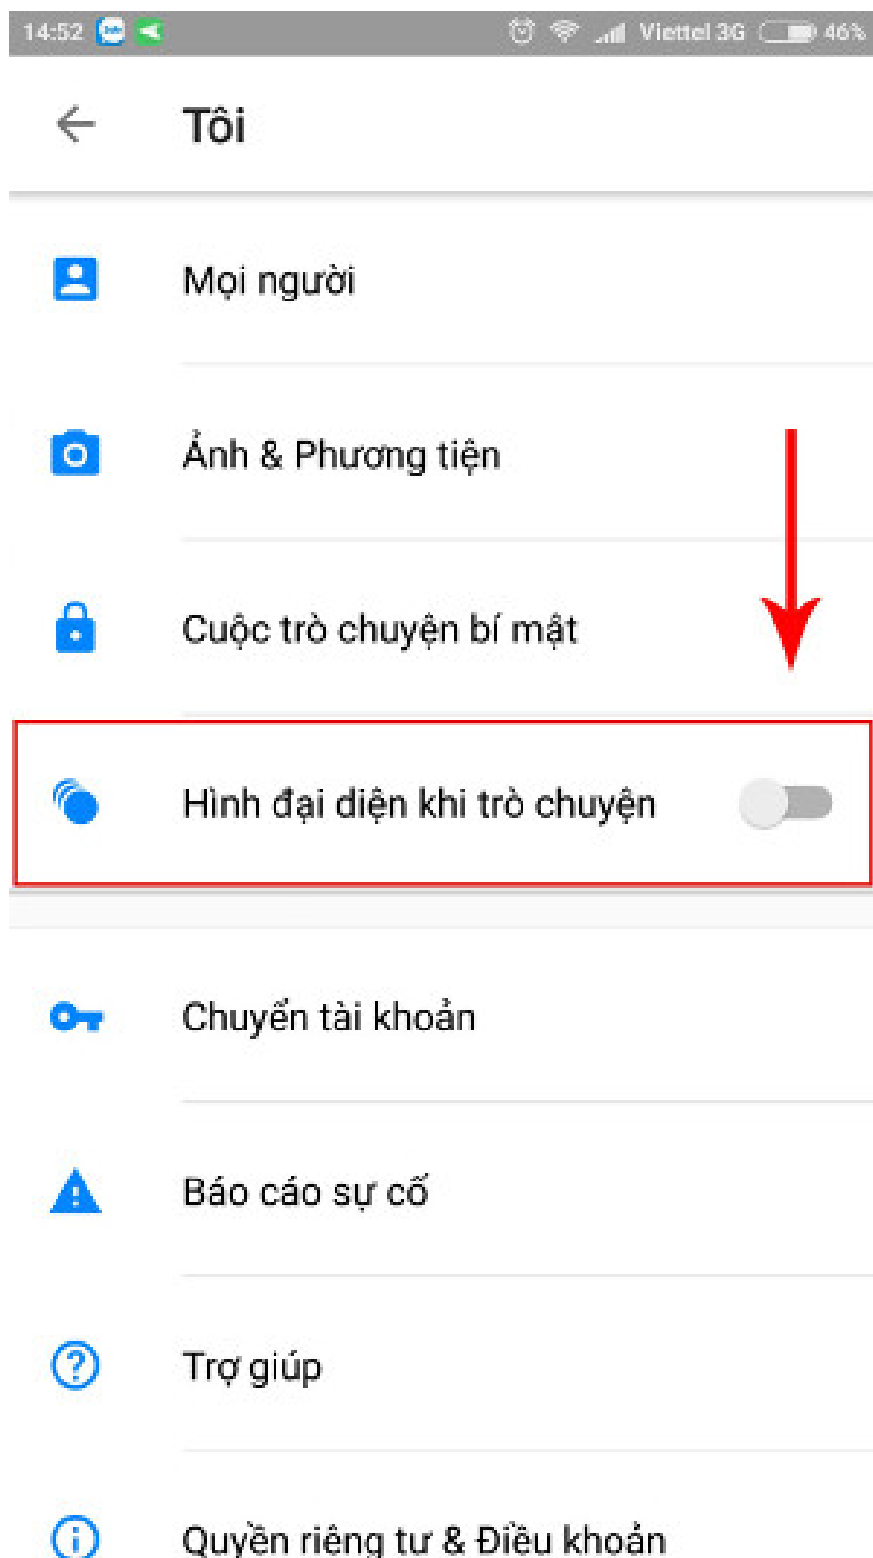 14:52 Viettel 3G 46%
Tôi
Mọi người
Ảnh & Phương tiện
Cuộc trò chuyện bí mật
Hình đại diện khi trò chuyện
Chuyển tài khoản
Báo cáo sự cố
Trợ giúp
Quyền riêng tư & Điều khoản